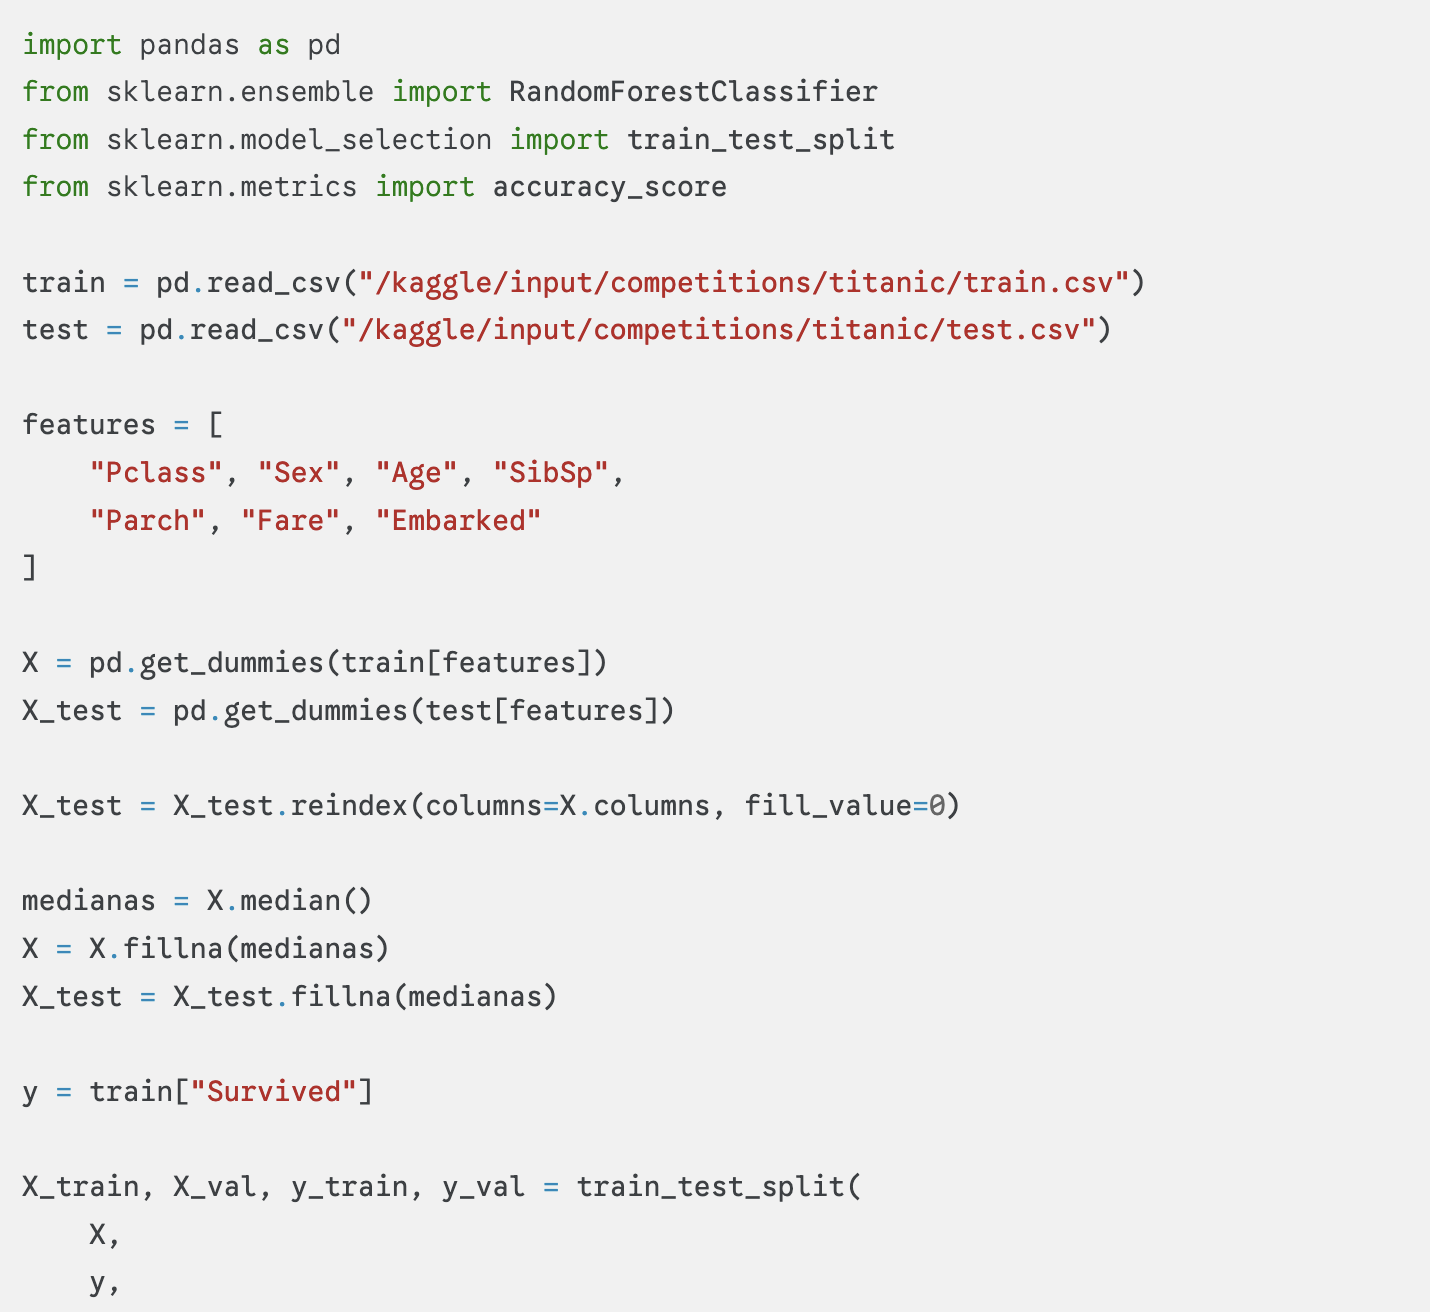 import pandas as pd
from sklearn.ensemble import RandomForestClassifier
from sklearn.model_selection import train_test_split
from sklearn.metrics import accuracy_score

train = pd.read_csv("/kaggle/input/competitions/titanic/train.csv")
test = pd.read_csv("/kaggle/input/competitions/titanic/test.csv")

features = [
    "Pclass", "Sex", "Age", "SibSp",
    "Parch", "Fare", "Embarked"
]

X = pd.get_dummies(train[features])
X_test = pd.get_dummies(test[features])

X_test = X_test.reindex(columns=X.columns, fill_value=0)

medianas = X.median()
X = X.fillna(medianas)
X_test = X_test.fillna(medianas)

y = train["Survived"]

X_train, X_val, y_train, y_val = train_test_split(
    X,
    y,